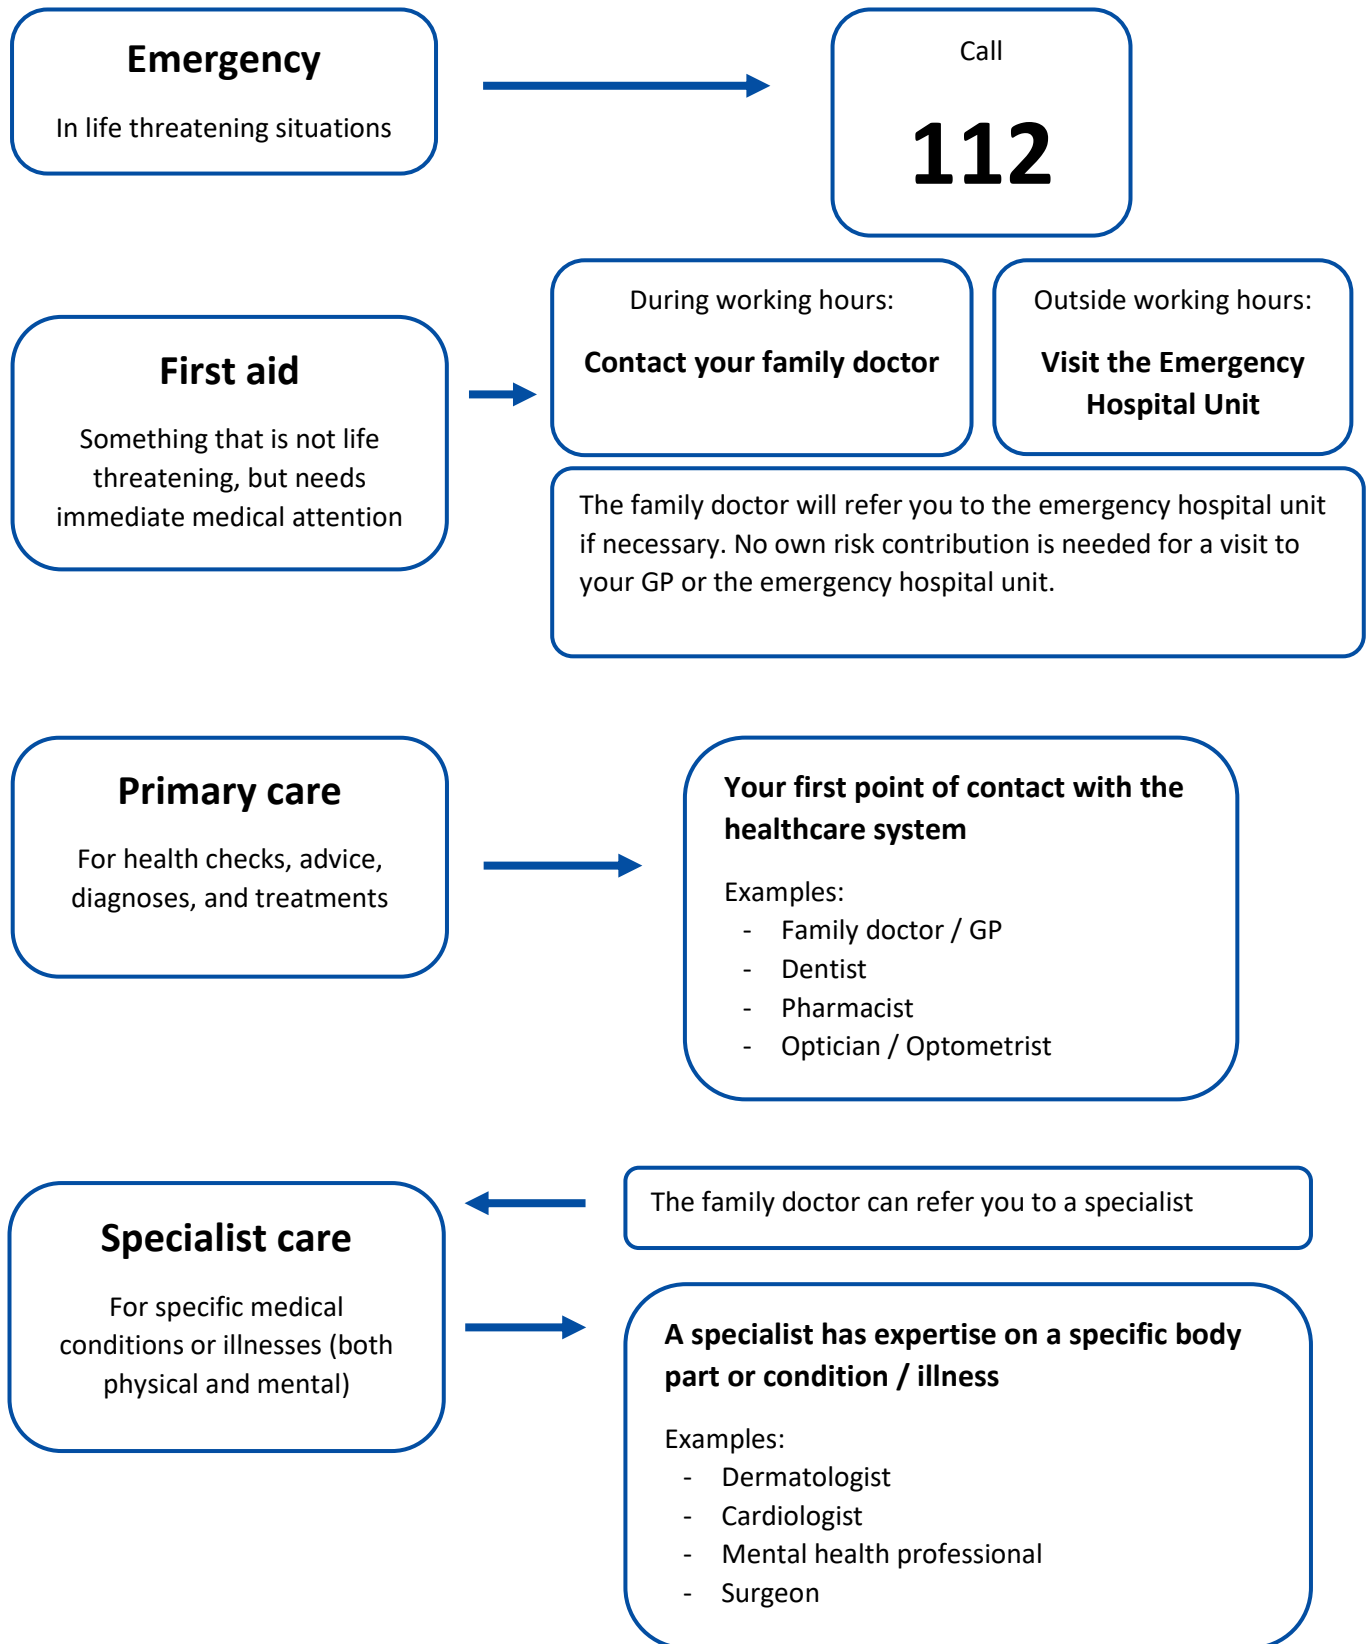 Emergency
In life threatening situations
Call
112
First aid
Something that is not life
threatening, but needs
immediate medical attention
During working hours:
Contact your family doctor
Outside working hours:
Visit the Emergency
Hospital Unit
The family doctor will refer you to the emergency hospital unit
if necessary. No own risk contribution is needed for a visit to
your GP or the emergency hospital unit.
Primary care
For health checks, advice,
diagnoses, and treatments
Your first point of contact with the
healthcare system
Examples:
- Family doctor / GP
- Dentist
- Pharmacist
- Optician / Optometrist
Specialist care
For specific medical
conditions or illnesses (both
physical and mental)
The family doctor can refer you to a specialist
A specialist has expertise on a specific body
part or condition / illness
Examples:
- Dermatologist
- Cardiologist
- Mental health professional
- Surgeon